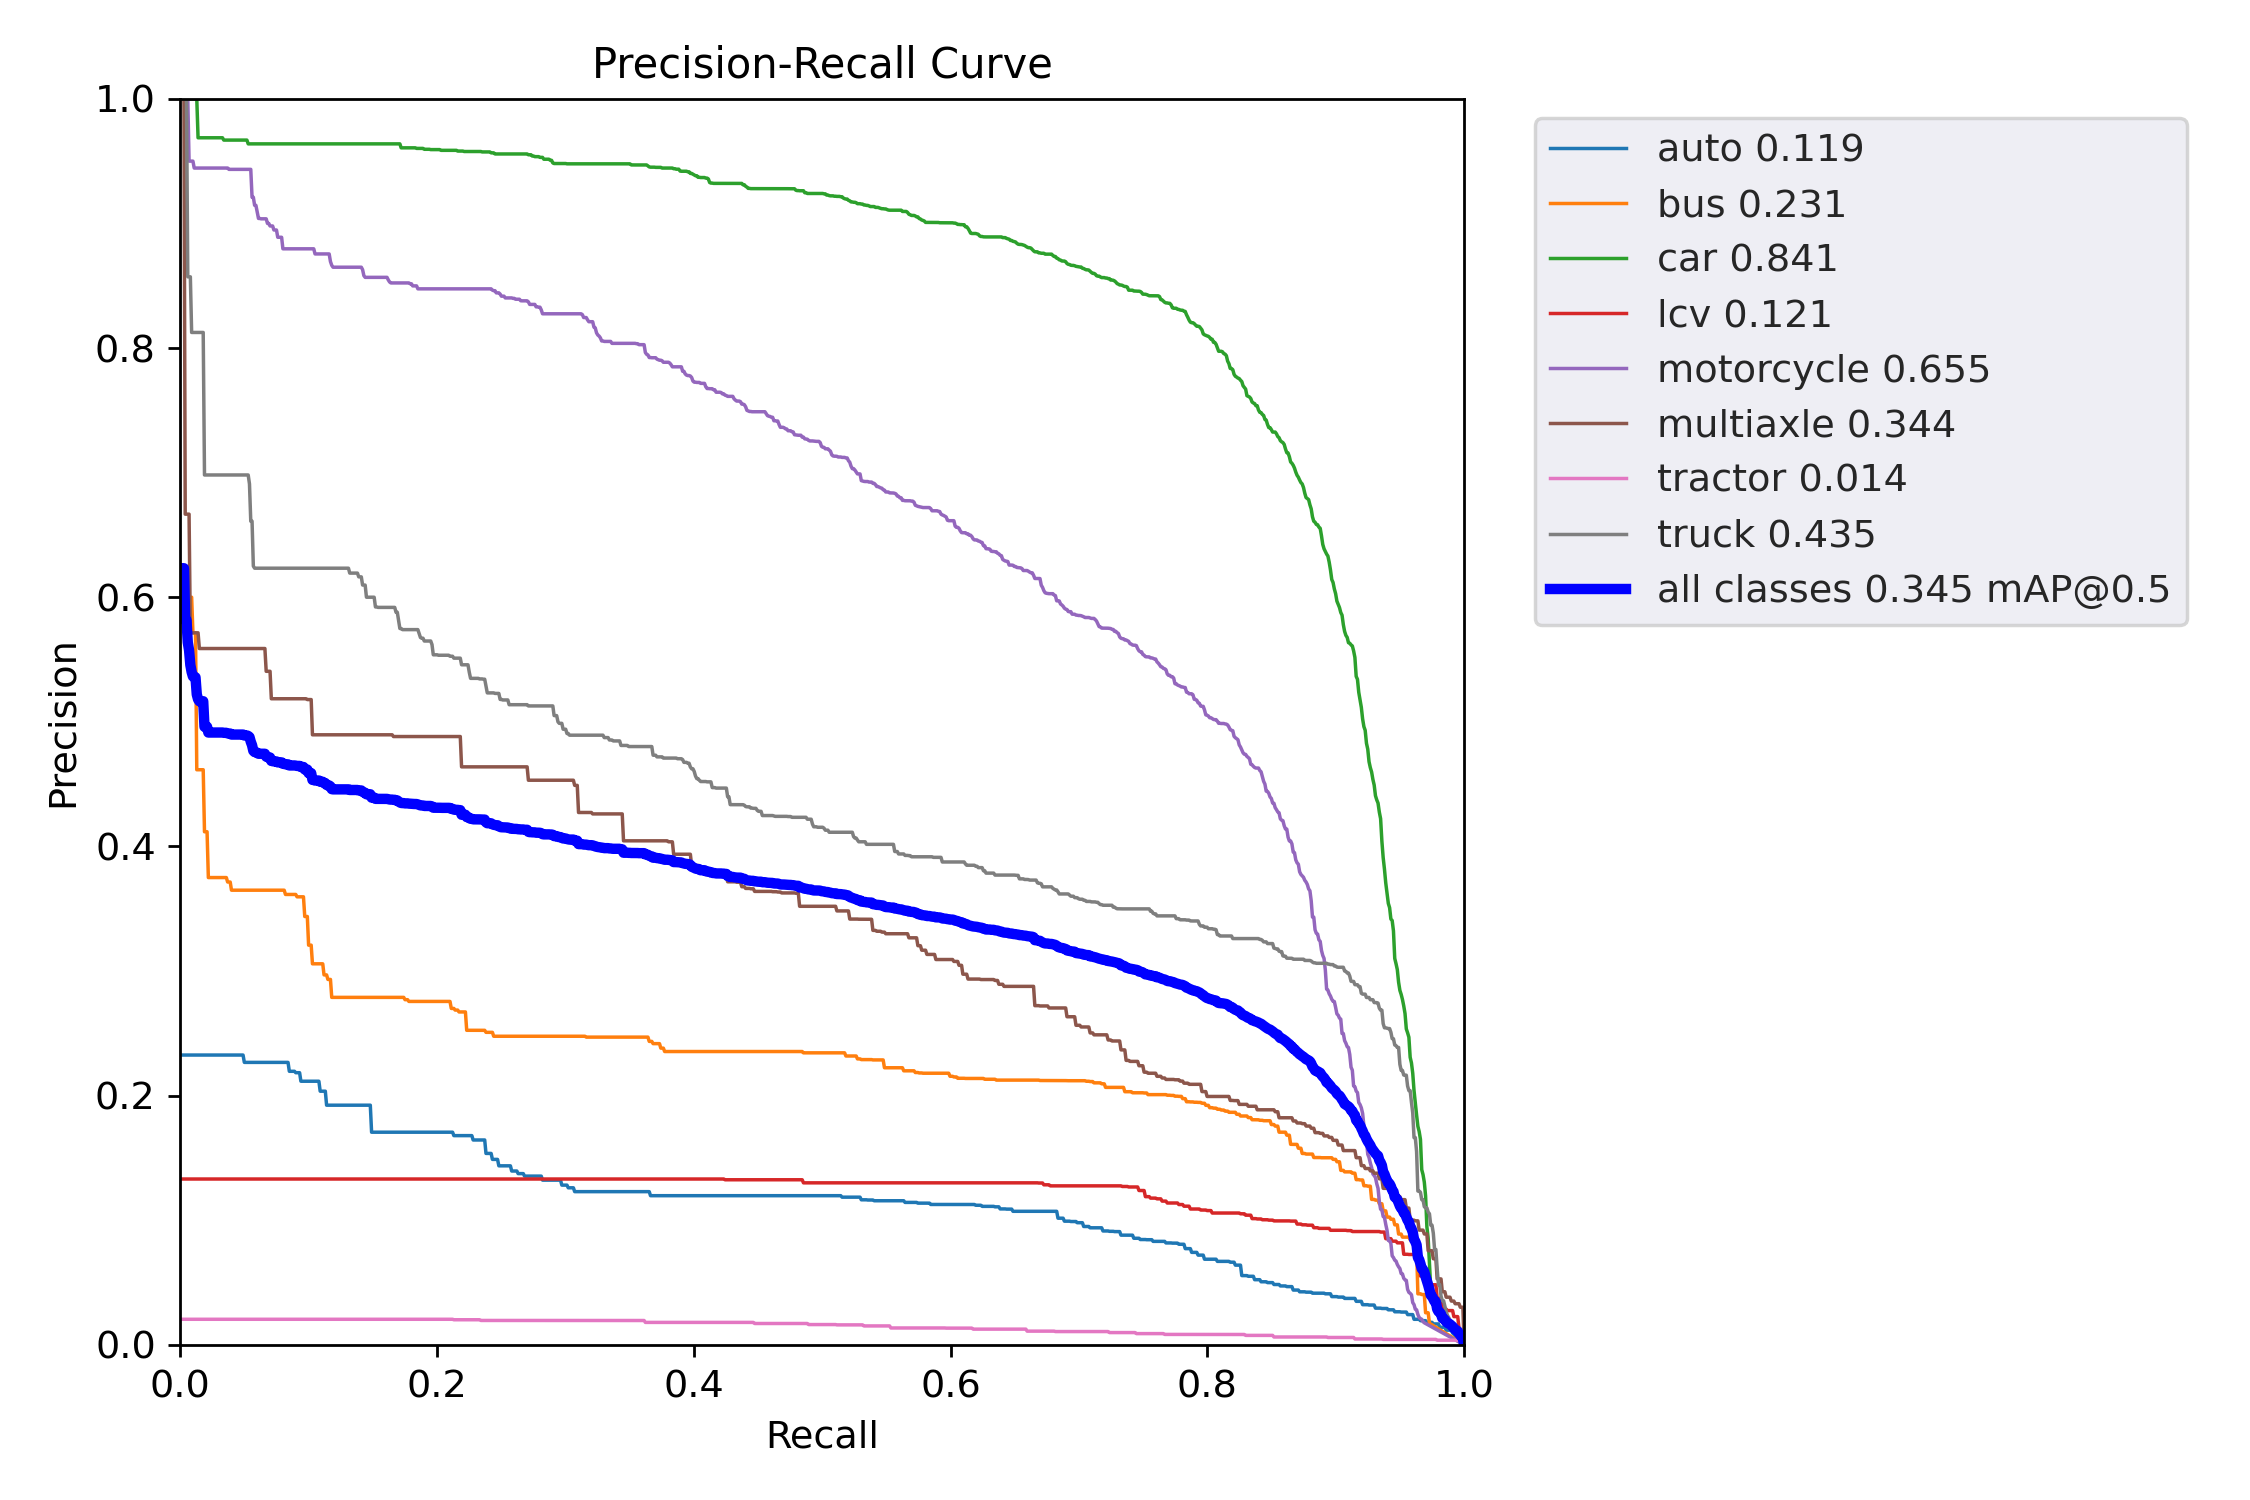 Precision-Recall Curve
1.0
0.8
0.6
0.4
0.2
0.0
Precision
0.0 0.2 0.4 0.6 0.8 1.0
Recall
auto 0.119
bus 0.231
car 0.841
lcv 0.121
motorcycle 0.655
multiaxle 0.344
tractor 0.014
truck 0.435
all classes 0.345 mAP@0.5